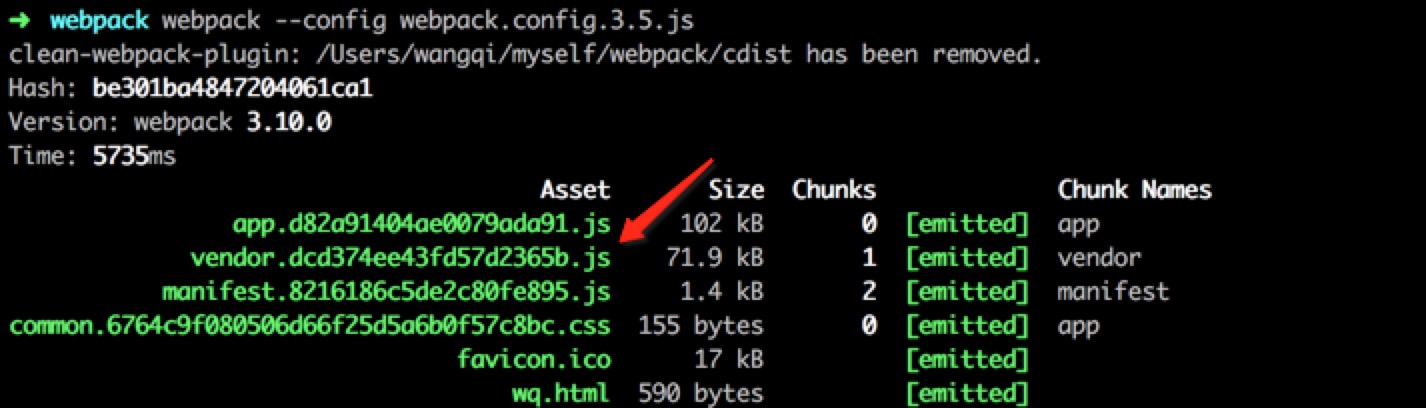 ➜ webpack webpack --config webpack.config.3.5.js
clean-webpack-plugin: /Users/wangqi/myself/webpack/cdist has been removed.
Hash: be301ba4847204061ca1
Version: webpack 3.10.0
Time: 5735ms
Asset Size Chunks Chunk Names
app.d82a91404ae0079ada91.js 102 kB 0 [emitted] app
vendor.dcd374ee43fd57d2365b.js 71.9 kB 1 [emitted] vendor
manifest.8216186c5de2c80fe895.js 1.4 kB 2 [emitted] manifest
common.6764c9f080506d66f25d5a6b0f57c8bc.css 155 bytes 0 [emitted] app
favicon.ico 17 kB [emitted]
wq.html 590 bytes [emitted]